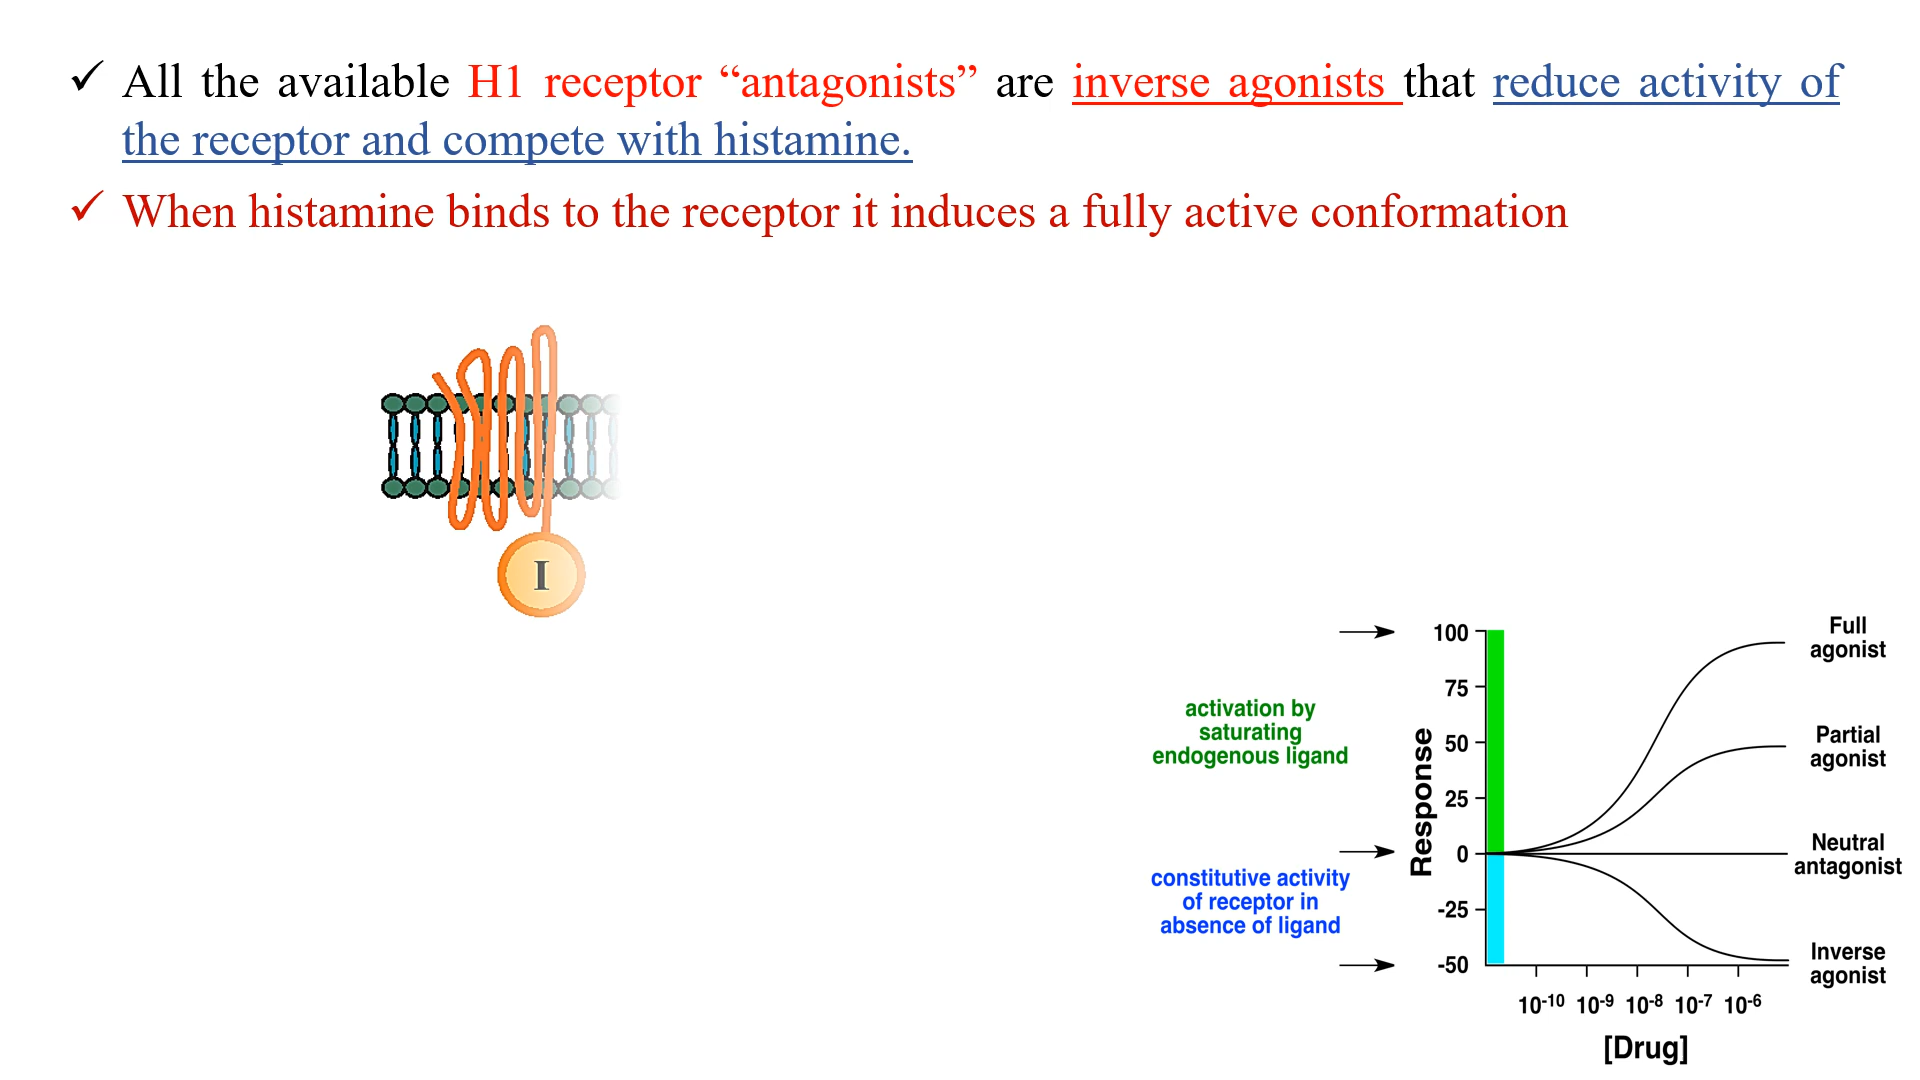 ✓ All the available H1 receptor “antagonists” are inverse agonists that reduce activity of
the receptor and compete with histamine.
✓ When histamine binds to the receptor it induces a fully active conformation
I
activation by
saturating
endogenous ligand
constitutive activity
of receptor in
absence of ligand
Response
100
75
50
25
0
-25
-50
Full
agonist
Partial
agonist
Neutral
antagonist
Inverse
agonist
10-10 10-9 10-8 10-7 10-6
[Drug]